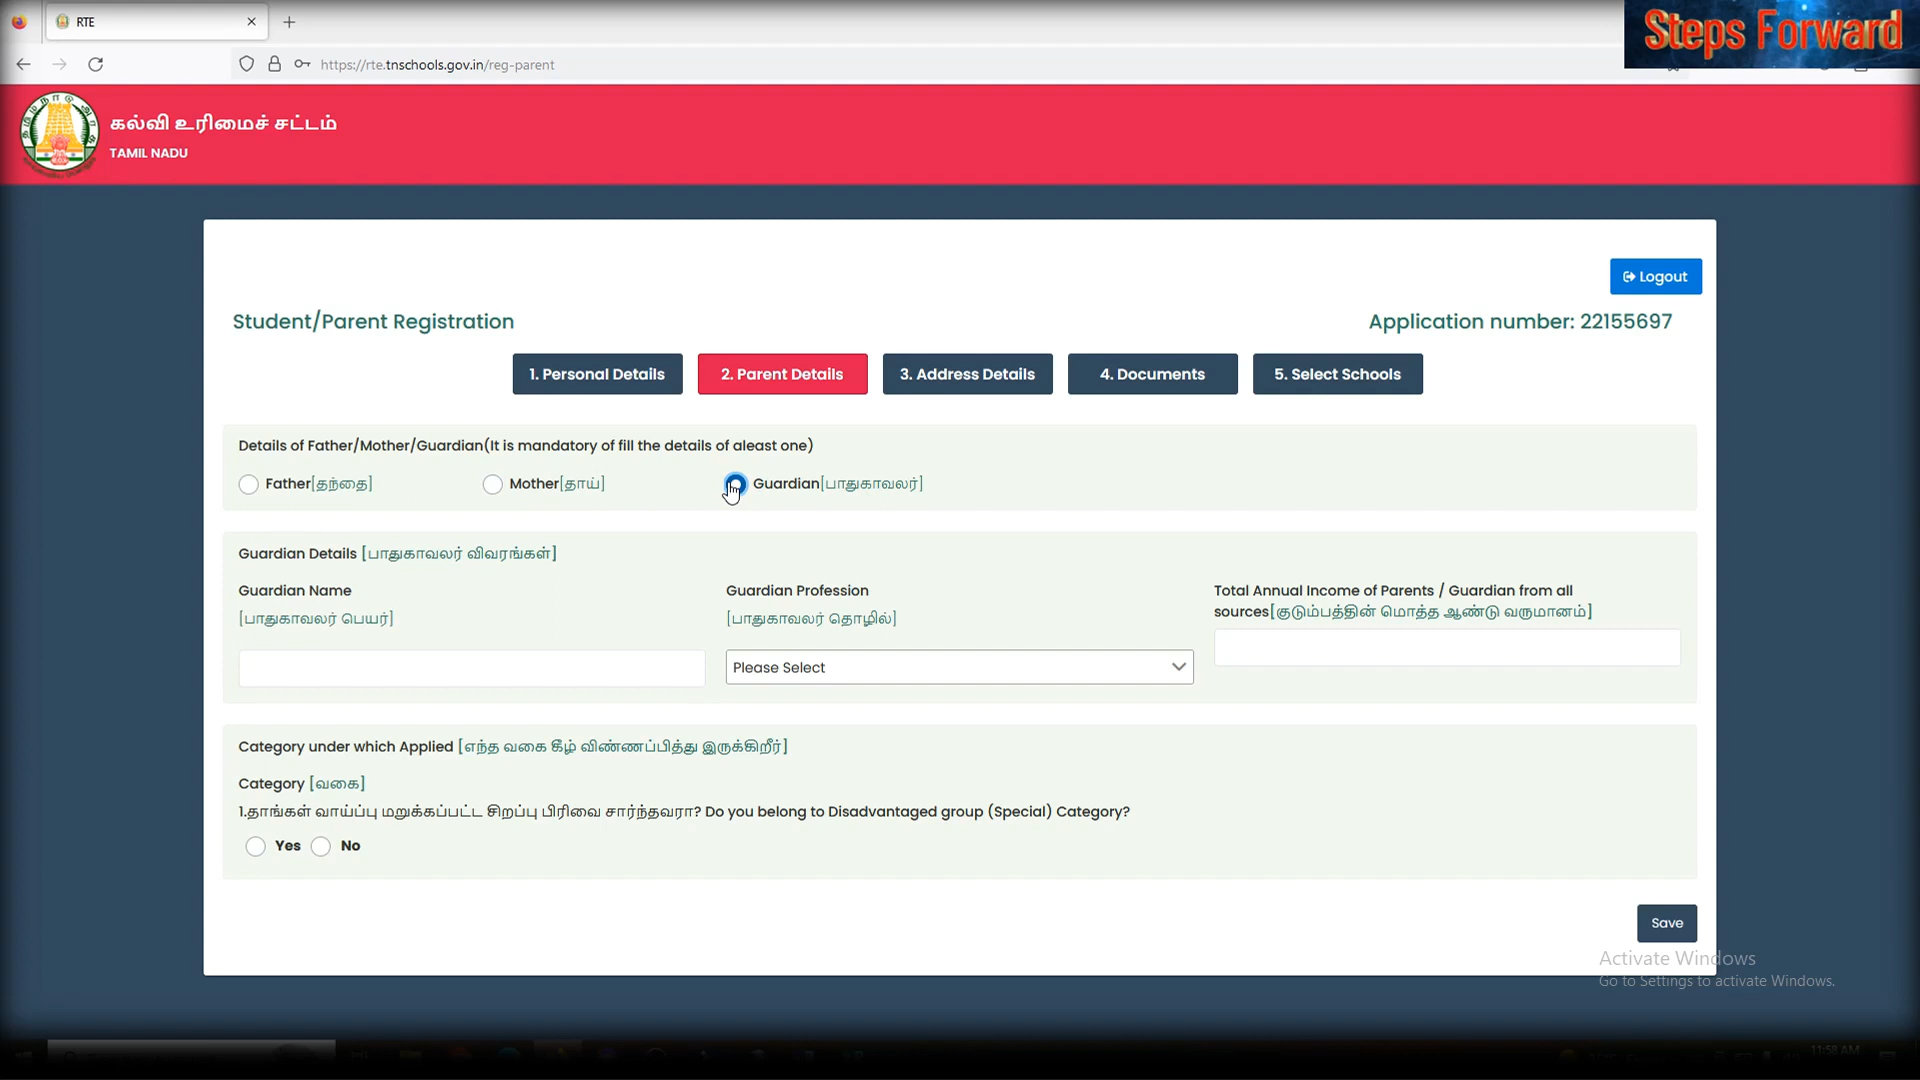 RTE
Steps Forward
https://rte.tnschools.gov.in/reg-parent
கல்வி உரிமைச் சட்டம்
TAMIL NADU
Logout
Student/Parent Registration
Application number: 22155697
1. Personal Details
2. Parent Details
3. Address Details
4. Documents
5. Select Schools
Details of Father/Mother/Guardian(It is mandatory of fill the details of aleast one)
Father[தந்தை]
Mother[தாய்]
Guardian[பாதுகாவலர்]
Guardian Details [பாதுகாவலர் விவரங்கள்]
Guardian Name
[பாதுகாவலர் பெயர்]
Guardian Profession
[பாதுகாவலர் தொழில்]
Please Select
Total Annual Income of Parents / Guardian from all
sources[குடும்பத்தின் மொத்த ஆண்டு வருமானம்]
Category under which Applied [எந்த வகை கீழ் விண்ணப்பித்து இருக்கிறீர்]
Category [வகை]
1.தாங்கள் வாய்ப்பு மறுக்கப்பட்ட சிறப்பு பிரிவை சார்ந்தவரா? Do you belong to Disadvantaged group (Special) Category?
Yes
No
Save
Activate Windows
Go to Settings to activate Windows.
11:58 AM